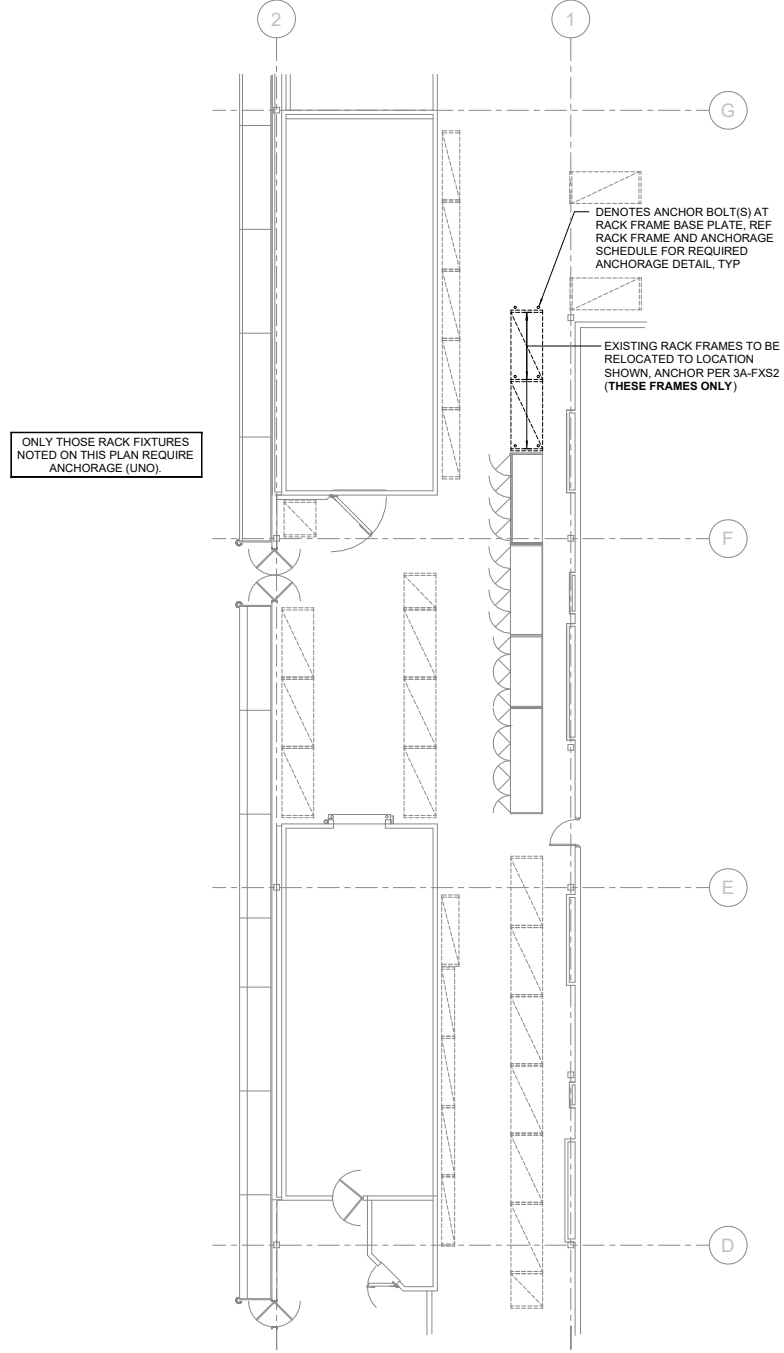 2
1
G
DENOTES ANCHOR BOLT(S) AT
RACK FRAME BASE PLATE, REF
RACK FRAME AND ANCHORAGE
SCHEDULE FOR REQUIRED
ANCHORAGE DETAIL, TYP
EXISTING RACK FRAMES TO BE
RELOCATED TO LOCATION
SHOWN, ANCHOR PER 3A-FXS2
(THESE FRAMES ONLY)
ONLY THOSE RACK FIXTURES
NOTED ON THIS PLAN REQUIRE
ANCHORAGE (UNO).
F
E
D